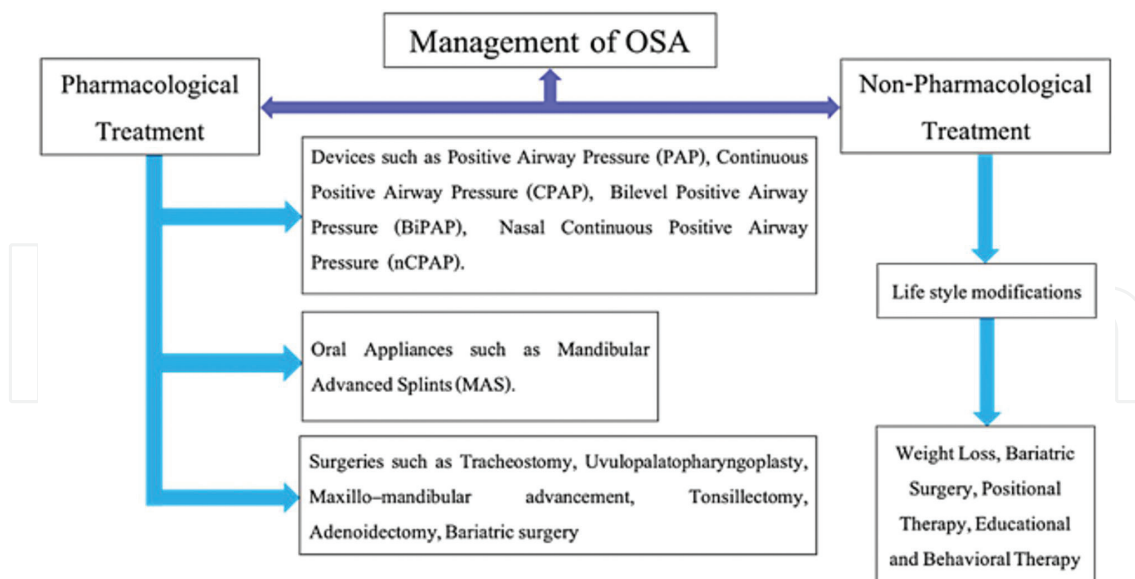 Management of OSA
Pharmacological
Treatment
Non-Pharmacological
Treatment
Devices such as Positive Airway Pressure (PAP), Continuous
Positive Airway Pressure (CPAP), Bilevel Positive Airway
Pressure (BiPAP), Nasal Continuous Positive Airway
Pressure (nCPAP).
Oral Appliances such as Mandibular
Advanced Splints (MAS).
Surgeries such as Tracheostomy, Uvulopalatopharyngoplasty,
Maxillo–mandibular advancement, Tonsillectomy,
Adenoidectomy, Bariatric surgery
Life style modifications
Weight Loss, Bariatric
Surgery, Positional
Therapy, Educational
and Behavioral Therapy